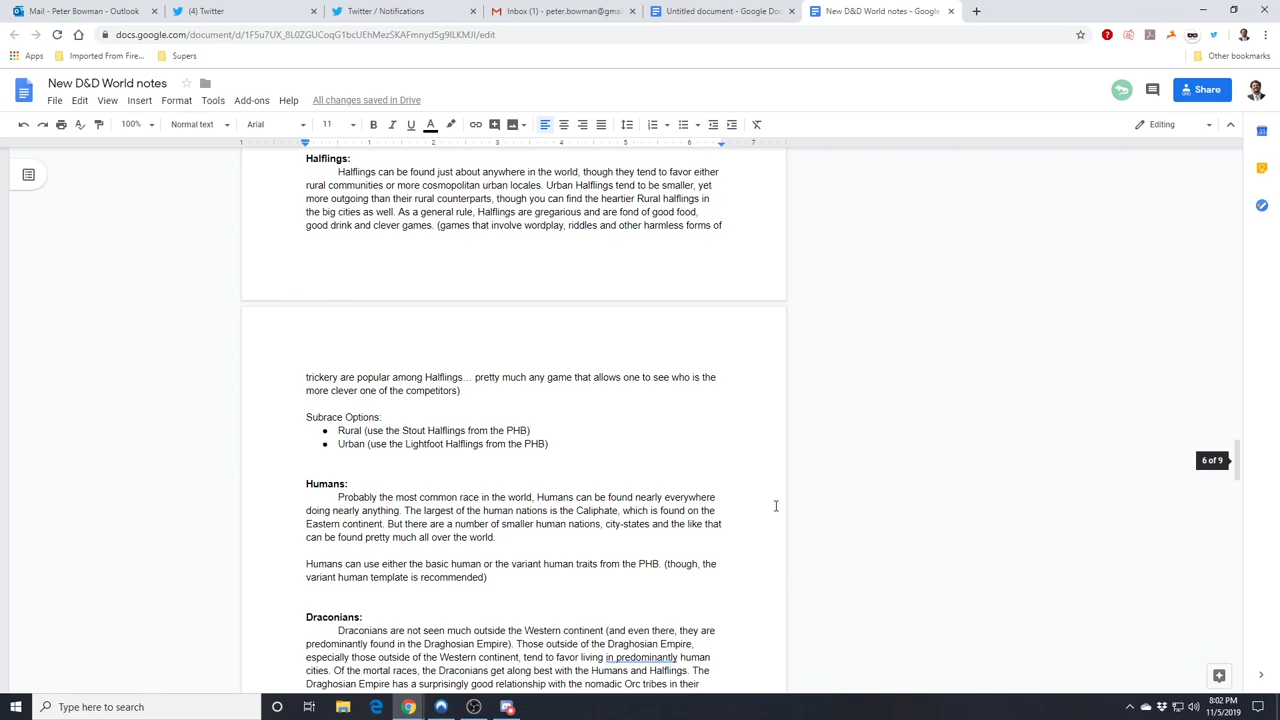 Mail - Peter Bowman - Outlook
(4) Twitter
Twitter / Notifications
Inbox (1) - peter.bowman@gma
Untitled document - Google Do
New D&D World notes - Google
docs.google.com/document/d/1F5u7UX_8L0ZGUCoqG1bcUEhMezSKAFmnyd5g9ILKMJI/edit
Apps
Imported From Fire...
Supers
Other bookmarks
New D&D World notes
File Edit View Insert Format Tools Add-ons Help All changes saved in Drive
Share
100% Normal text Arial 11 B I U A Editing
1 1 2 3 4 5 6 7
Halflings:
Halflings can be found just about anywhere in the world, though they tend to favor either
rural communities or more cosmopolitan urban locales. Urban Halflings tend to be smaller, yet
more outgoing than their rural counterparts, though you can find the heartier Rural halflings in
the big cities as well. As a general rule, Halflings are gregarious and are fond of good food,
good drink and clever games. (games that involve wordplay, riddles and other harmless forms of
trickery are popular among Halflings… pretty much any game that allows one to see who is the
more clever one of the competitors)
Subrace Options:
● Rural (use the Stout Halflings from the PHB)
● Urban (use the Lightfoot Halflings from the PHB)
6 of 9
Humans:
Probably the most common race in the world, Humans can be found nearly everywhere
doing nearly anything. The largest of the human nations is the Caliphate, which is found on the
Eastern continent. But there are a number of smaller human nations, city-states and the like that
can be found pretty much all over the world.
Humans can use either the basic human or the variant human traits from the PHB. (though, the
variant human template is recommended)
Draconians:
Draconians are not seen much outside the Western continent (and even there, they are
predominantly found in the Draghosian Empire). Those outside of the Draghosian Empire,
especially those outside of the Western continent, tend to favor living in predominantly human
cities. Of the mortal races, the Draconians get along best with the Humans and Halflings. The
Draghosian Empire has a surprisingly good relationship with the nomadic Orc tribes in their
Type here to search
8:02 PM
11/5/2019